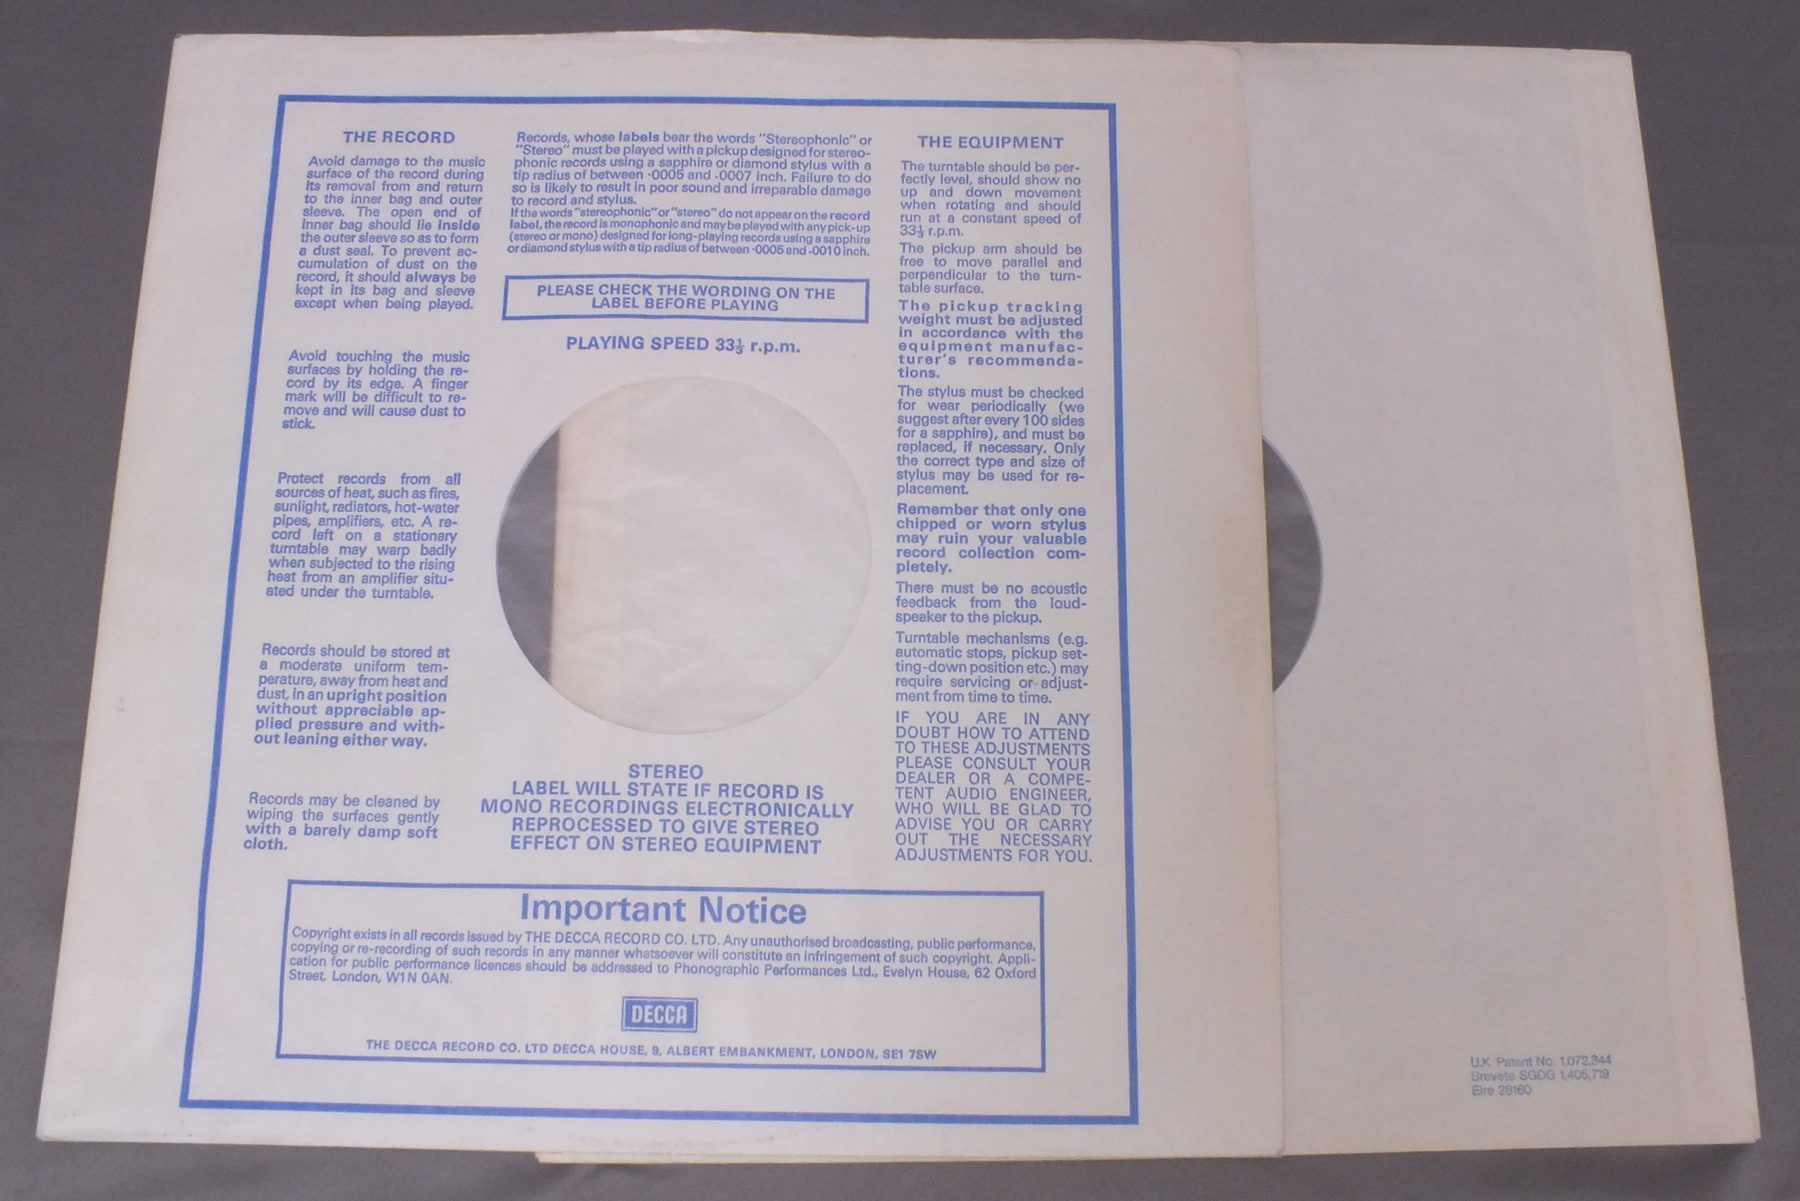 THE RECORD
Avoid damage to the music
surface of the record during
its removal from and return
to the inner bag and outer
sleeve. The open end of
inner bag should lie inside
the outer sleeve so as to form
a dust seal. To prevent ac-
cumulation of dust on the
record, it should always be
kept in its bag and sleeve
except when being played.
Avoid touching the music
surfaces by holding the re-
cord by its edge. A finger
mark will be difficult to re-
move and will cause dust to
stick.
Protect records from all
sources of heat, such as fires,
sunlight, radiators, hot-water
pipes, amplifiers, etc. A re-
cord left on a stationary
turntable may warp badly
when subjected to the rising
heat from an amplifier situ-
ated under the turntable.
Records should be stored at
a moderate uniform tem-
perature, away from heat and
dust, in an upright position
without appreciable ap-
plied pressure and with-
out leaning either way.
Records may be cleaned by
wiping the surfaces gently
with a barely damp soft
cloth.
Records, whose labels bear the words "Stereophonic" or
"Stereo" must be played with a pickup designed for stereo-
phonic records using a sapphire or diamond stylus with a
tip radius of between ·0005 and .0007 inch. Failure to do
so is likely to result in poor sound and irreparable damage
to record and stylus.
If the words "stereophonic" or "stereo" do not appear on the record
label, the record is monophonic and may be played with any pick-up
(stereo or mono) designed for long-playing records using a sapphire
or diamond stylus with a tip radius of between ·0005 and .0010 inch.
PLEASE CHECK THE WORDING ON THE
LABEL BEFORE PLAYING
PLAYING SPEED 33⅓ r.p.m.
STEREO
LABEL WILL STATE IF RECORD IS
MONO RECORDINGS ELECTRONICALLY
REPROCESSED TO GIVE STEREO
EFFECT ON STEREO EQUIPMENT
THE EQUIPMENT
The turntable should be per-
fectly level, should show no
up and down movement
when rotating and should
run at a constant speed of
33⅓ r.p.m.
The pickup arm should be
free to move parallel and
perpendicular to the turn-
table surface.
The pickup tracking
weight must be adjusted
in accordance with the
equipment manufac-
turer's recommenda-
tions.
The stylus must be checked
for wear periodically (we
suggest after every 100 sides
for a sapphire), and must be
replaced, if necessary. Only
the correct type and size of
stylus may be used for re-
placement.
Remember that only one
chipped or worn stylus
may ruin your valuable
record collection com-
pletely.
There must be no acoustic
feedback from the loud-
speaker to the pickup.
Turntable mechanisms (e.g.
automatic stops, pickup set-
ting-down position etc.) may
require servicing or adjust-
ment from time to time.
IF YOU ARE IN ANY
DOUBT HOW TO ATTEND
TO THESE ADJUSTMENTS
PLEASE CONSULT YOUR
DEALER OR A COMPE-
TENT AUDIO ENGINEER,
WHO WILL BE GLAD TO
ADVISE YOU OR CARRY
OUT THE NECESSARY
ADJUSTMENTS FOR YOU.
Important Notice
Copyright exists in all records issued by THE DECCA RECORD CO. LTD. Any unauthorised broadcasting, public performance,
copying or re-recording of such records in any manner whatsoever will constitute an infringement of such copyright. Appli-
cation for public performance licences should be addressed to Phonographic Performances Ltd., Evelyn House, 62 Oxford
Street, London, W1N 0AN.
DECCA
THE DECCA RECORD CO. LTD DECCA HOUSE, 9, ALBERT EMBANKMENT, LONDON, SE1 7SW
U.K. Patent No. 1.072,844
Brevete SGDG 1,405,719
Eire 28160